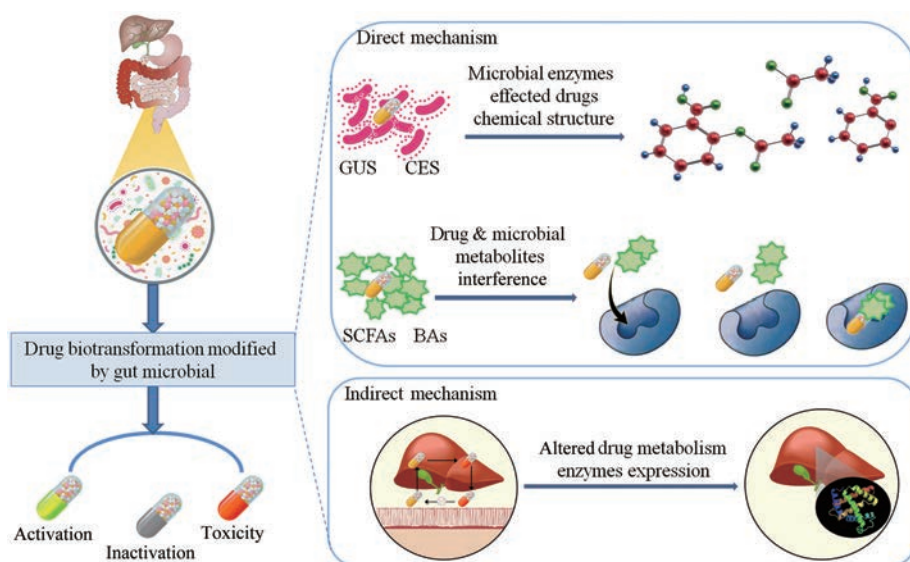 Direct mechanism
Microbial enzymes
effected drugs
chemical structure
GUS CES
Drug & microbial
metabolites
interference
SCFAs BAs
Drug biotransformation modified
by gut microbial
Activation
Inactivation
Toxicity
Indirect mechanism
Altered drug metabolism
enzymes expression